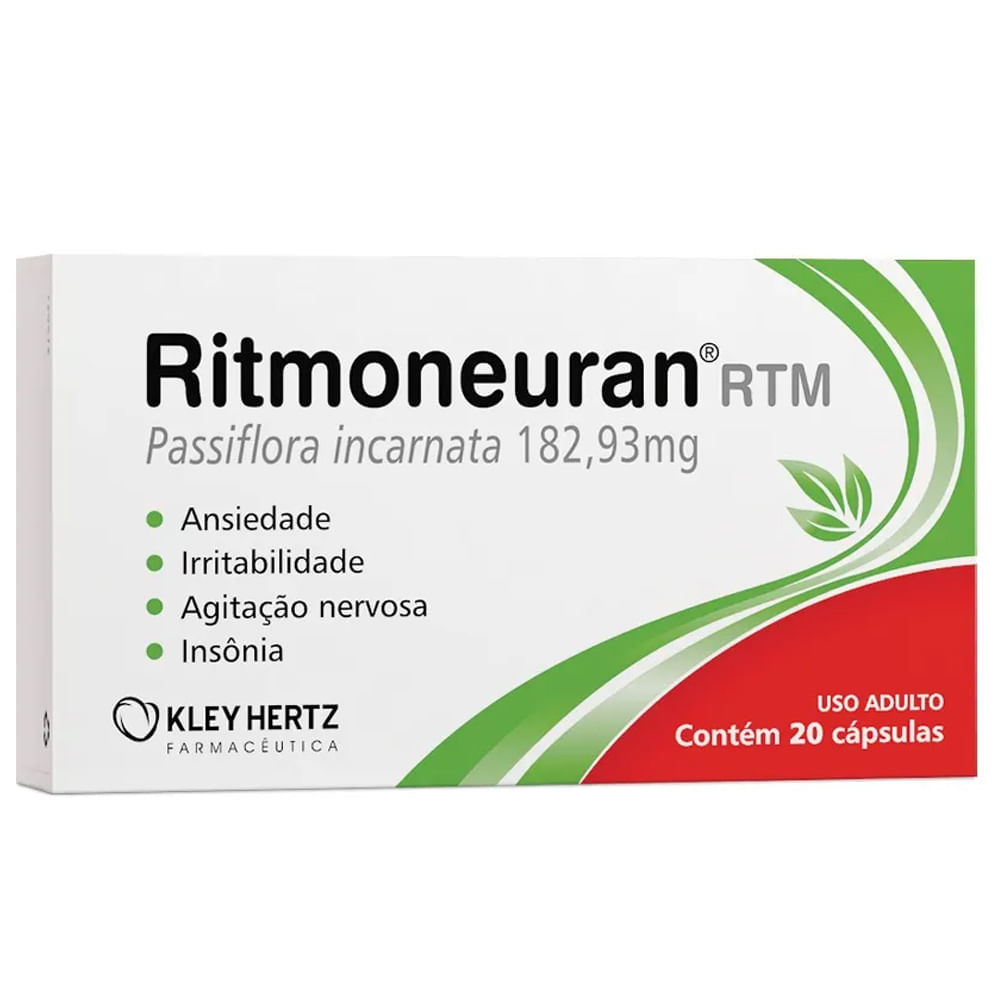 Ritmoneuran® RTM
Passiflora incarnata 182,93mg
Ansiedade
Irritabilidade
Agitação nervosa
Insônia
KLEY HERTZ
FARMACÊUTICA
USO ADULTO
Contém 20 cápsulas